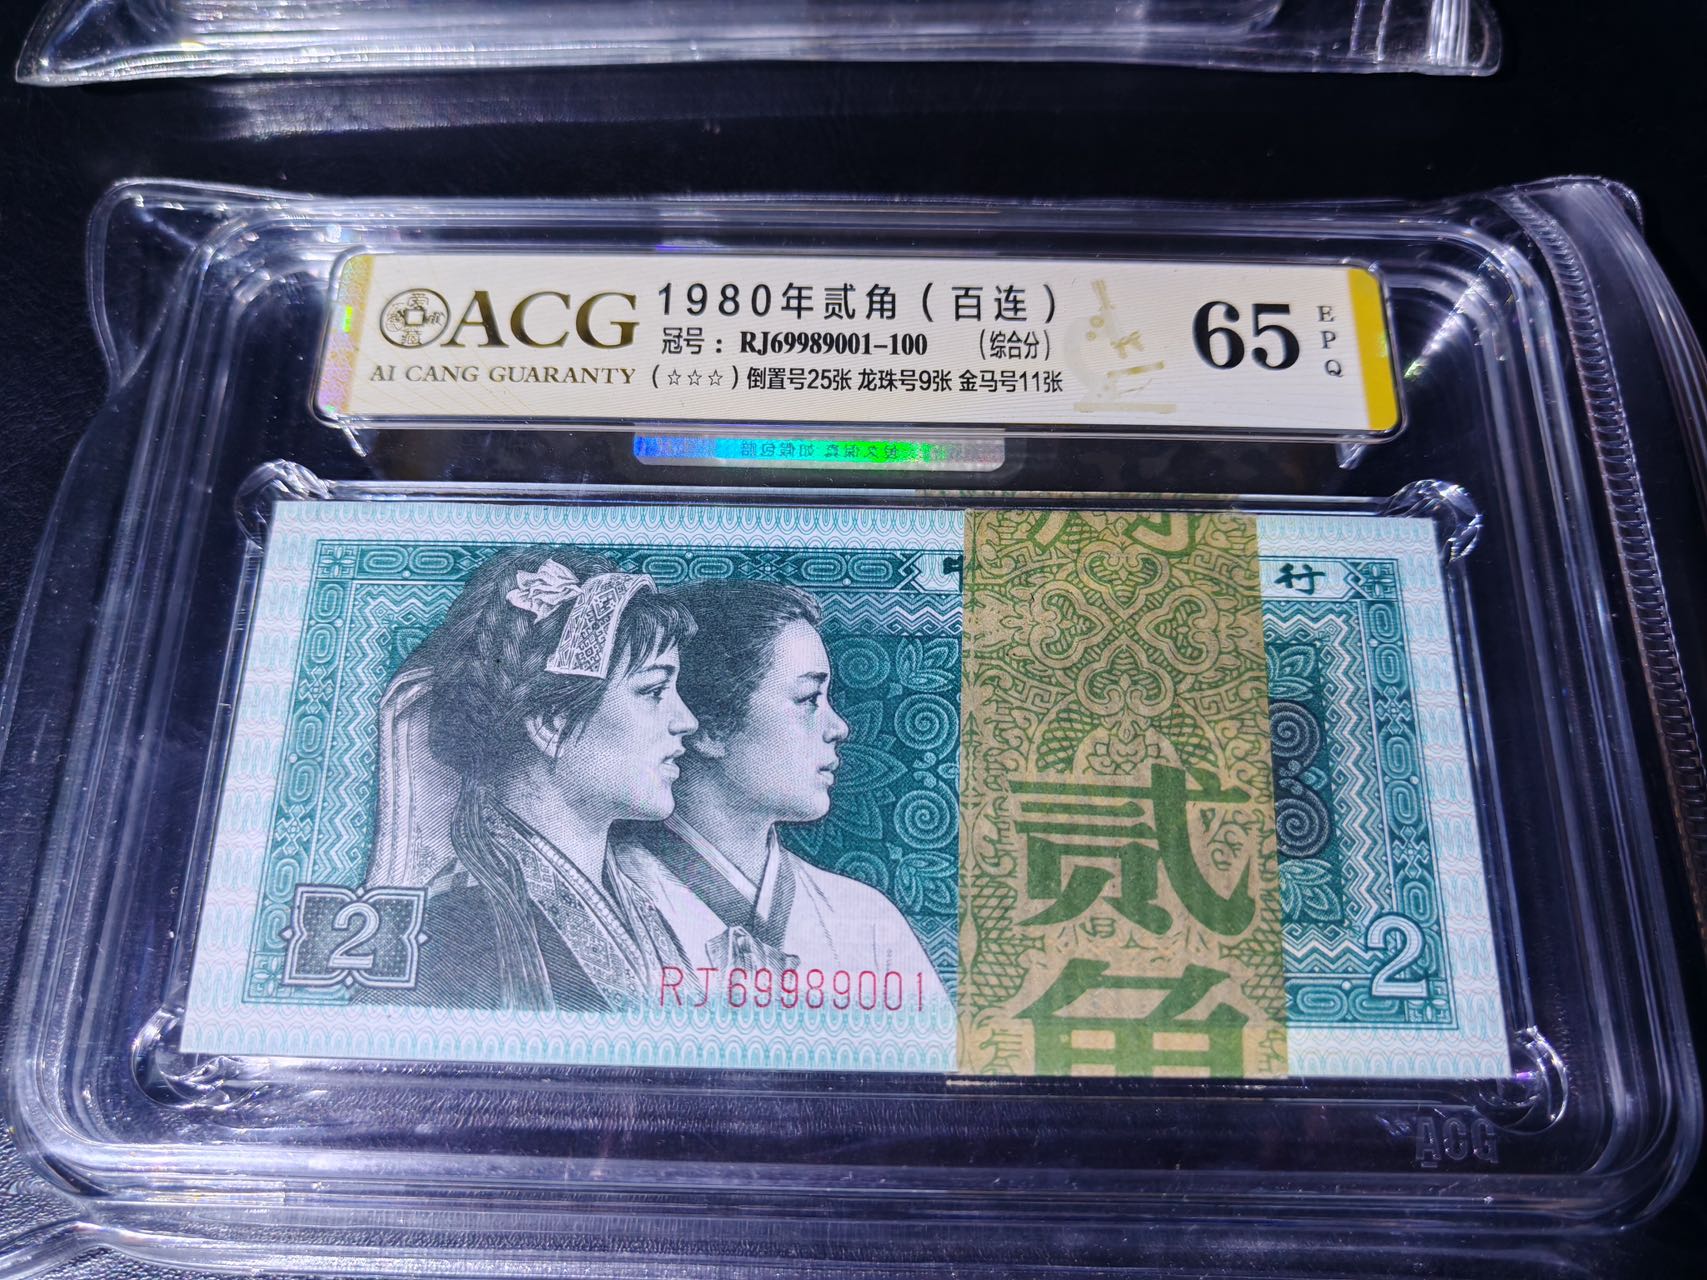 ACG
AI CANG GUARANTY
1980年贰角（百连）
冠号：RJ69989001-100 （综合分）
（☆☆☆）倒置号25张 龙珠号9张 金马号11张
65
EPQ
行
贰角
2
RJ69989001
2
ACG